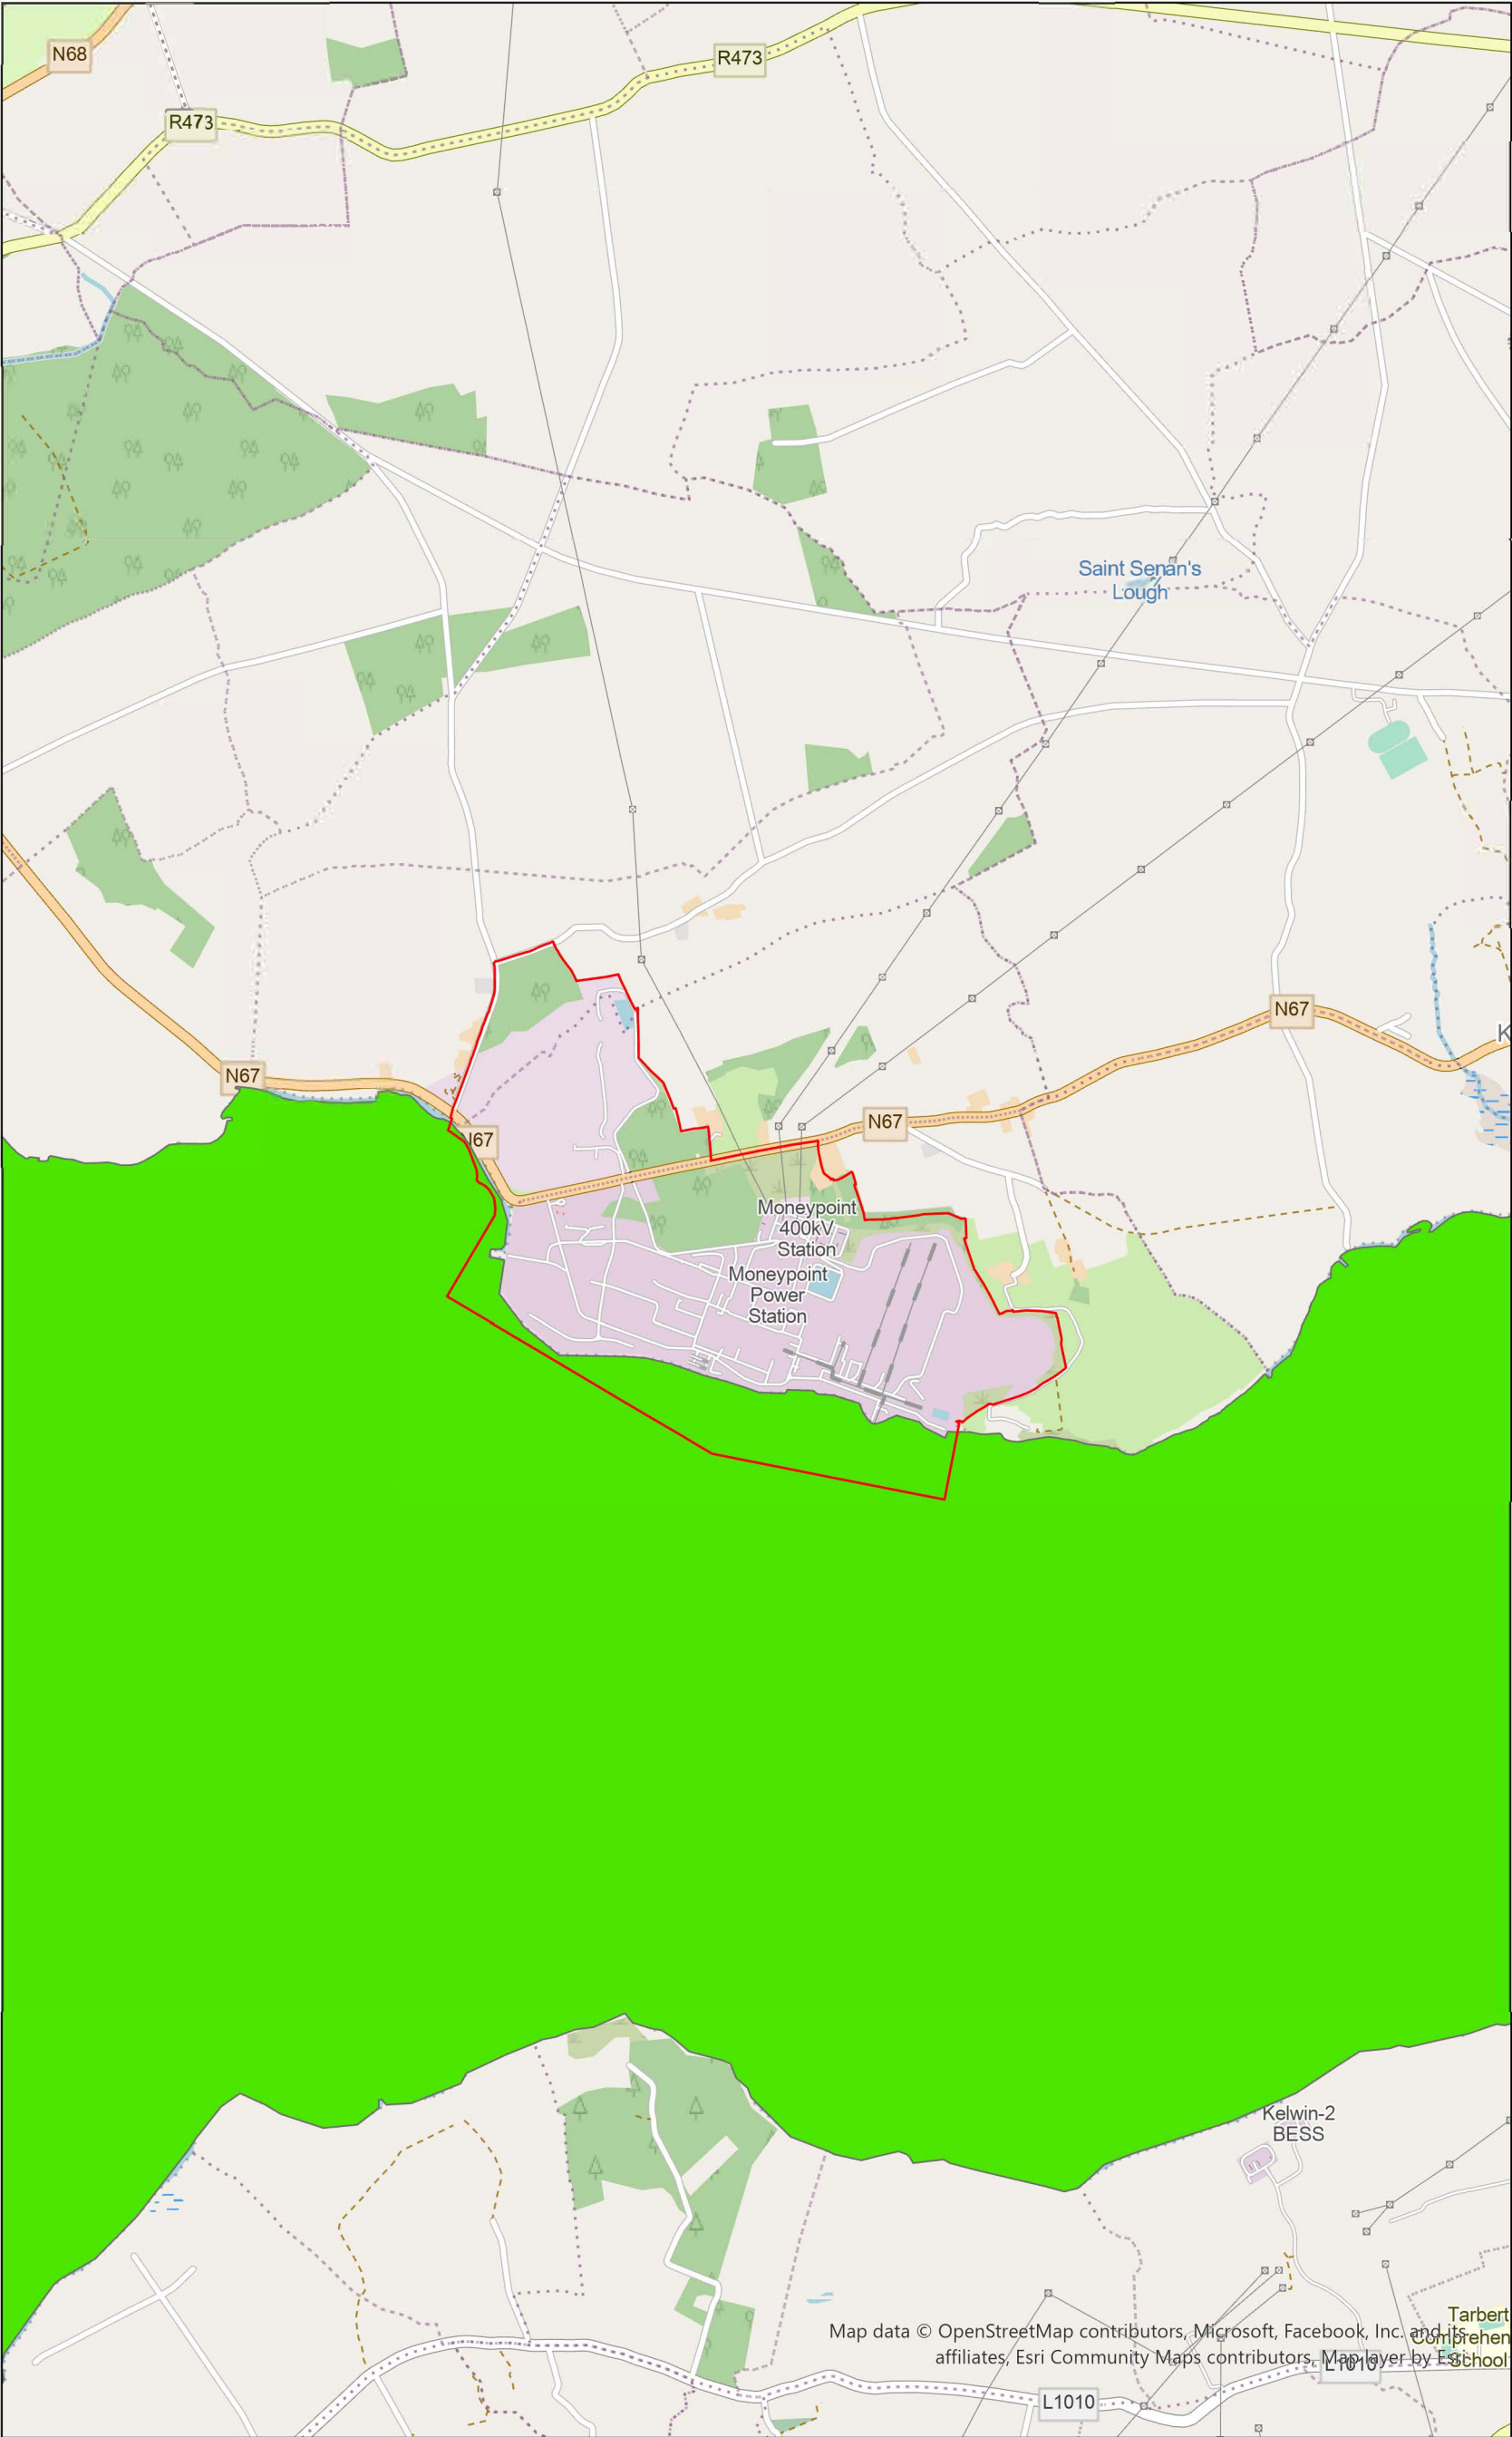 N68
R473
R473
Saint Senan's
Lough
N67
N67
N67
N67
K
Moneypoint
400kV
Station
Moneypoint
Power
Station
Kelwin-2
BESS
Tarbert
Comprehen
School
Map data © OpenStreetMap contributors, Microsoft, Facebook, Inc. and its
affiliates, Esri Community Maps contributors, Map layer by Esri
L1010
L1010